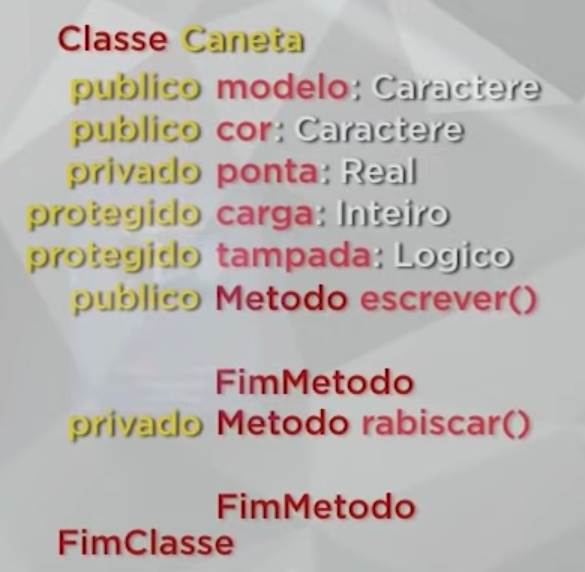 Classe Caneta
publico modelo: Caractere
publico cor: Caractere
privado ponta: Real
protegido carga: Inteiro
protegido tampada: Logico
publico Metodo escrever()
FimMetodo
privado Metodo rabiscar()
FimMetodo
FimClasse